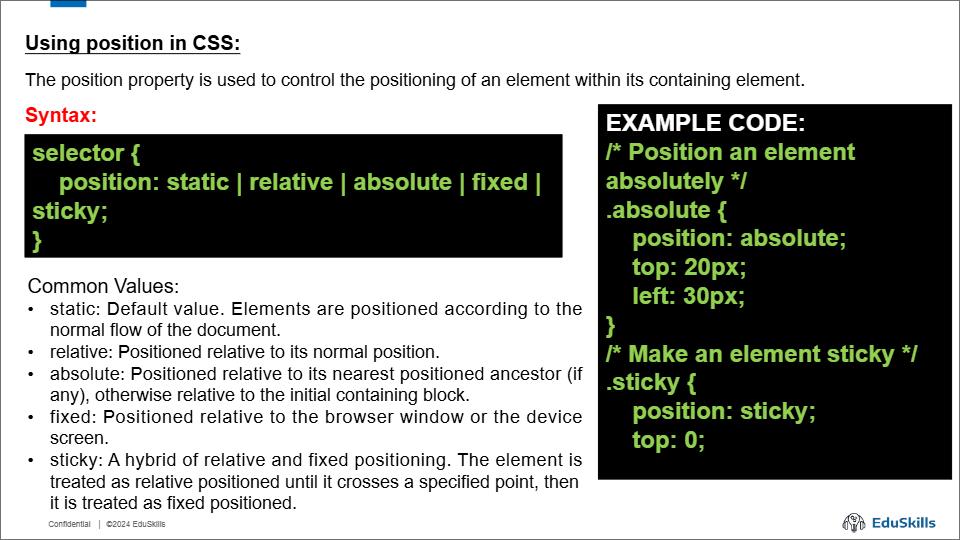 Using position in CSS:
The position property is used to control the positioning of an element within its containing element.
Syntax:
selector {
    position: static | relative | absolute | fixed |
sticky;
}
Common Values:
• static: Default value. Elements are positioned according to the
normal flow of the document.
• relative: Positioned relative to its normal position.
• absolute: Positioned relative to its nearest positioned ancestor (if
any), otherwise relative to the initial containing block.
• fixed: Positioned relative to the browser window or the device
screen.
• sticky: A hybrid of relative and fixed positioning. The element is
treated as relative positioned until it crosses a specified point, then
it is treated as fixed positioned.
EXAMPLE CODE:
/* Position an element
absolutely */
.absolute {
    position: absolute;
    top: 20px;
    left: 30px;
}
/* Make an element sticky */
.sticky {
    position: sticky;
    top: 0;
Confidential | ©2024 EduSkills
EduSkills